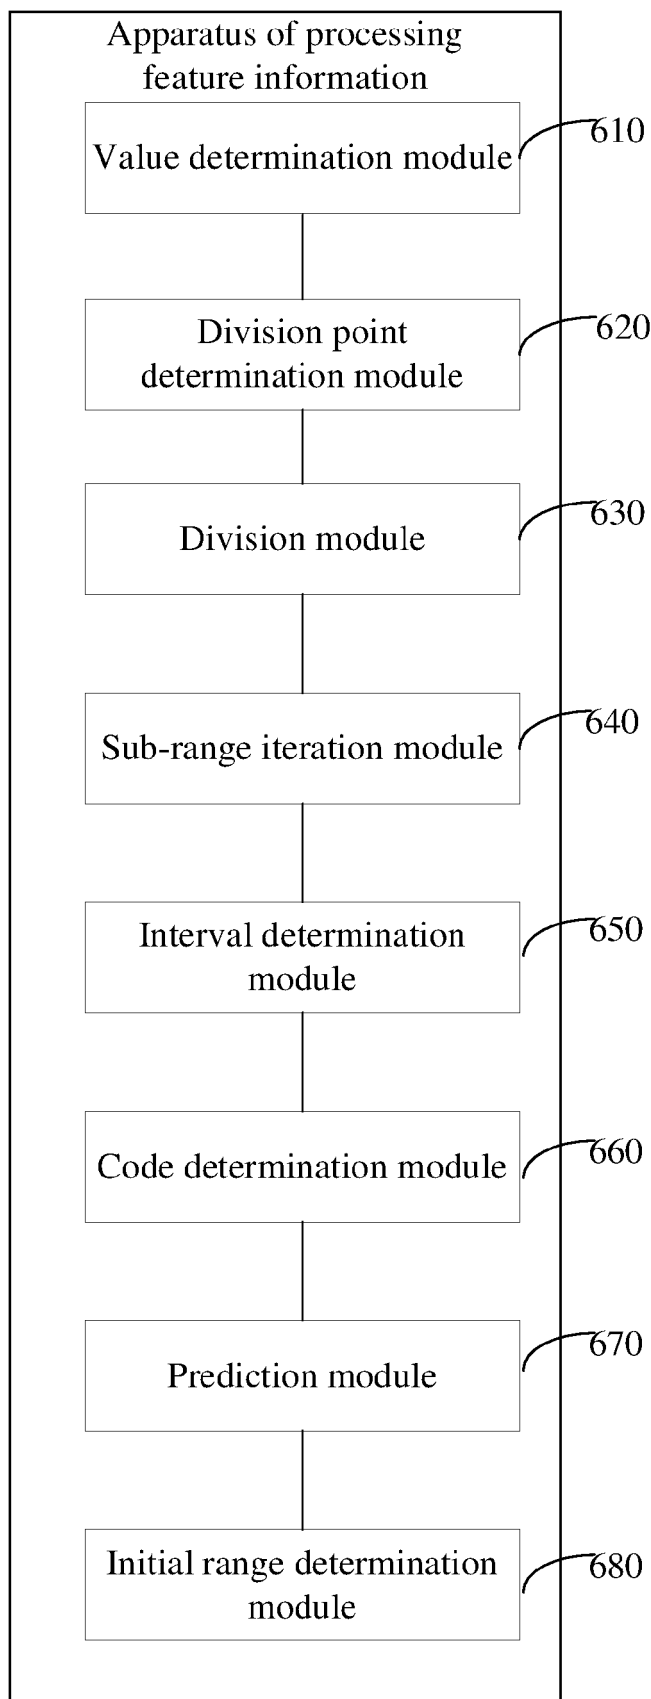 Apparatus of processing
feature information
Value determination module
610
Division point
determination module
620
Division module
630
Sub-range iteration module
640
Interval determination
module
650
Code determination module
660
Prediction module
670
Initial range determination
module
680